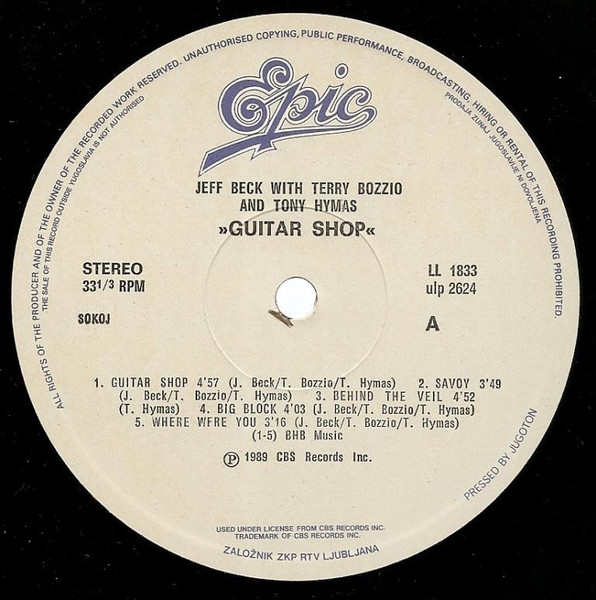 ALL RIGHTS OF THE PRODUCER AND OF THE OWNER OF THE RECORDED WORK RESERVED. UNAUTHORISED COPYING, PUBLIC PERFORMANCE, BROADCASTING, HIRING OR RENTAL OF THIS RECORDING PROHIBITED.
THE SALE OF THIS RECORD OUTSIDE YUGOSLAVIA IS NOT AUTHORISED
PRODAJA ZUNAJ JUGOSLAVIJE NI DOVOLJENA
Epic
JEFF BECK WITH TERRY BOZZIO
AND TONY HYMAS
»GUITAR SHOP«
STEREO
33 1/3 RPM
SOKOJ
LL 1833
ulp 2624
A
1. GUITAR SHOP 4'57 (J. Beck/T. Bozzio/T. Hymas) 2. SAVOY 3'49
(J. Beck/T. Bozzio/T. Hymas) 3. BEHIND THE VEIL 4'52
(T. Hymas) 4. BIG BLOCK 4'03 (J. Beck/T. Bozzio/T. Hymas)
5. WHERE WFRE YOU 3'16 (J. Beck/T. Bozzio/T. Hymas)
(1-5) BHB Music
Ⓟ 1989 CBS Records Inc.
PRESSED BY JUGOTON
USED UNDER LICENSE FROM CBS RECORDS INC.
TRADEMARK OF CBS RECORDS INC.
ZALOŽNIK ZKP RTV LJUBLJANA